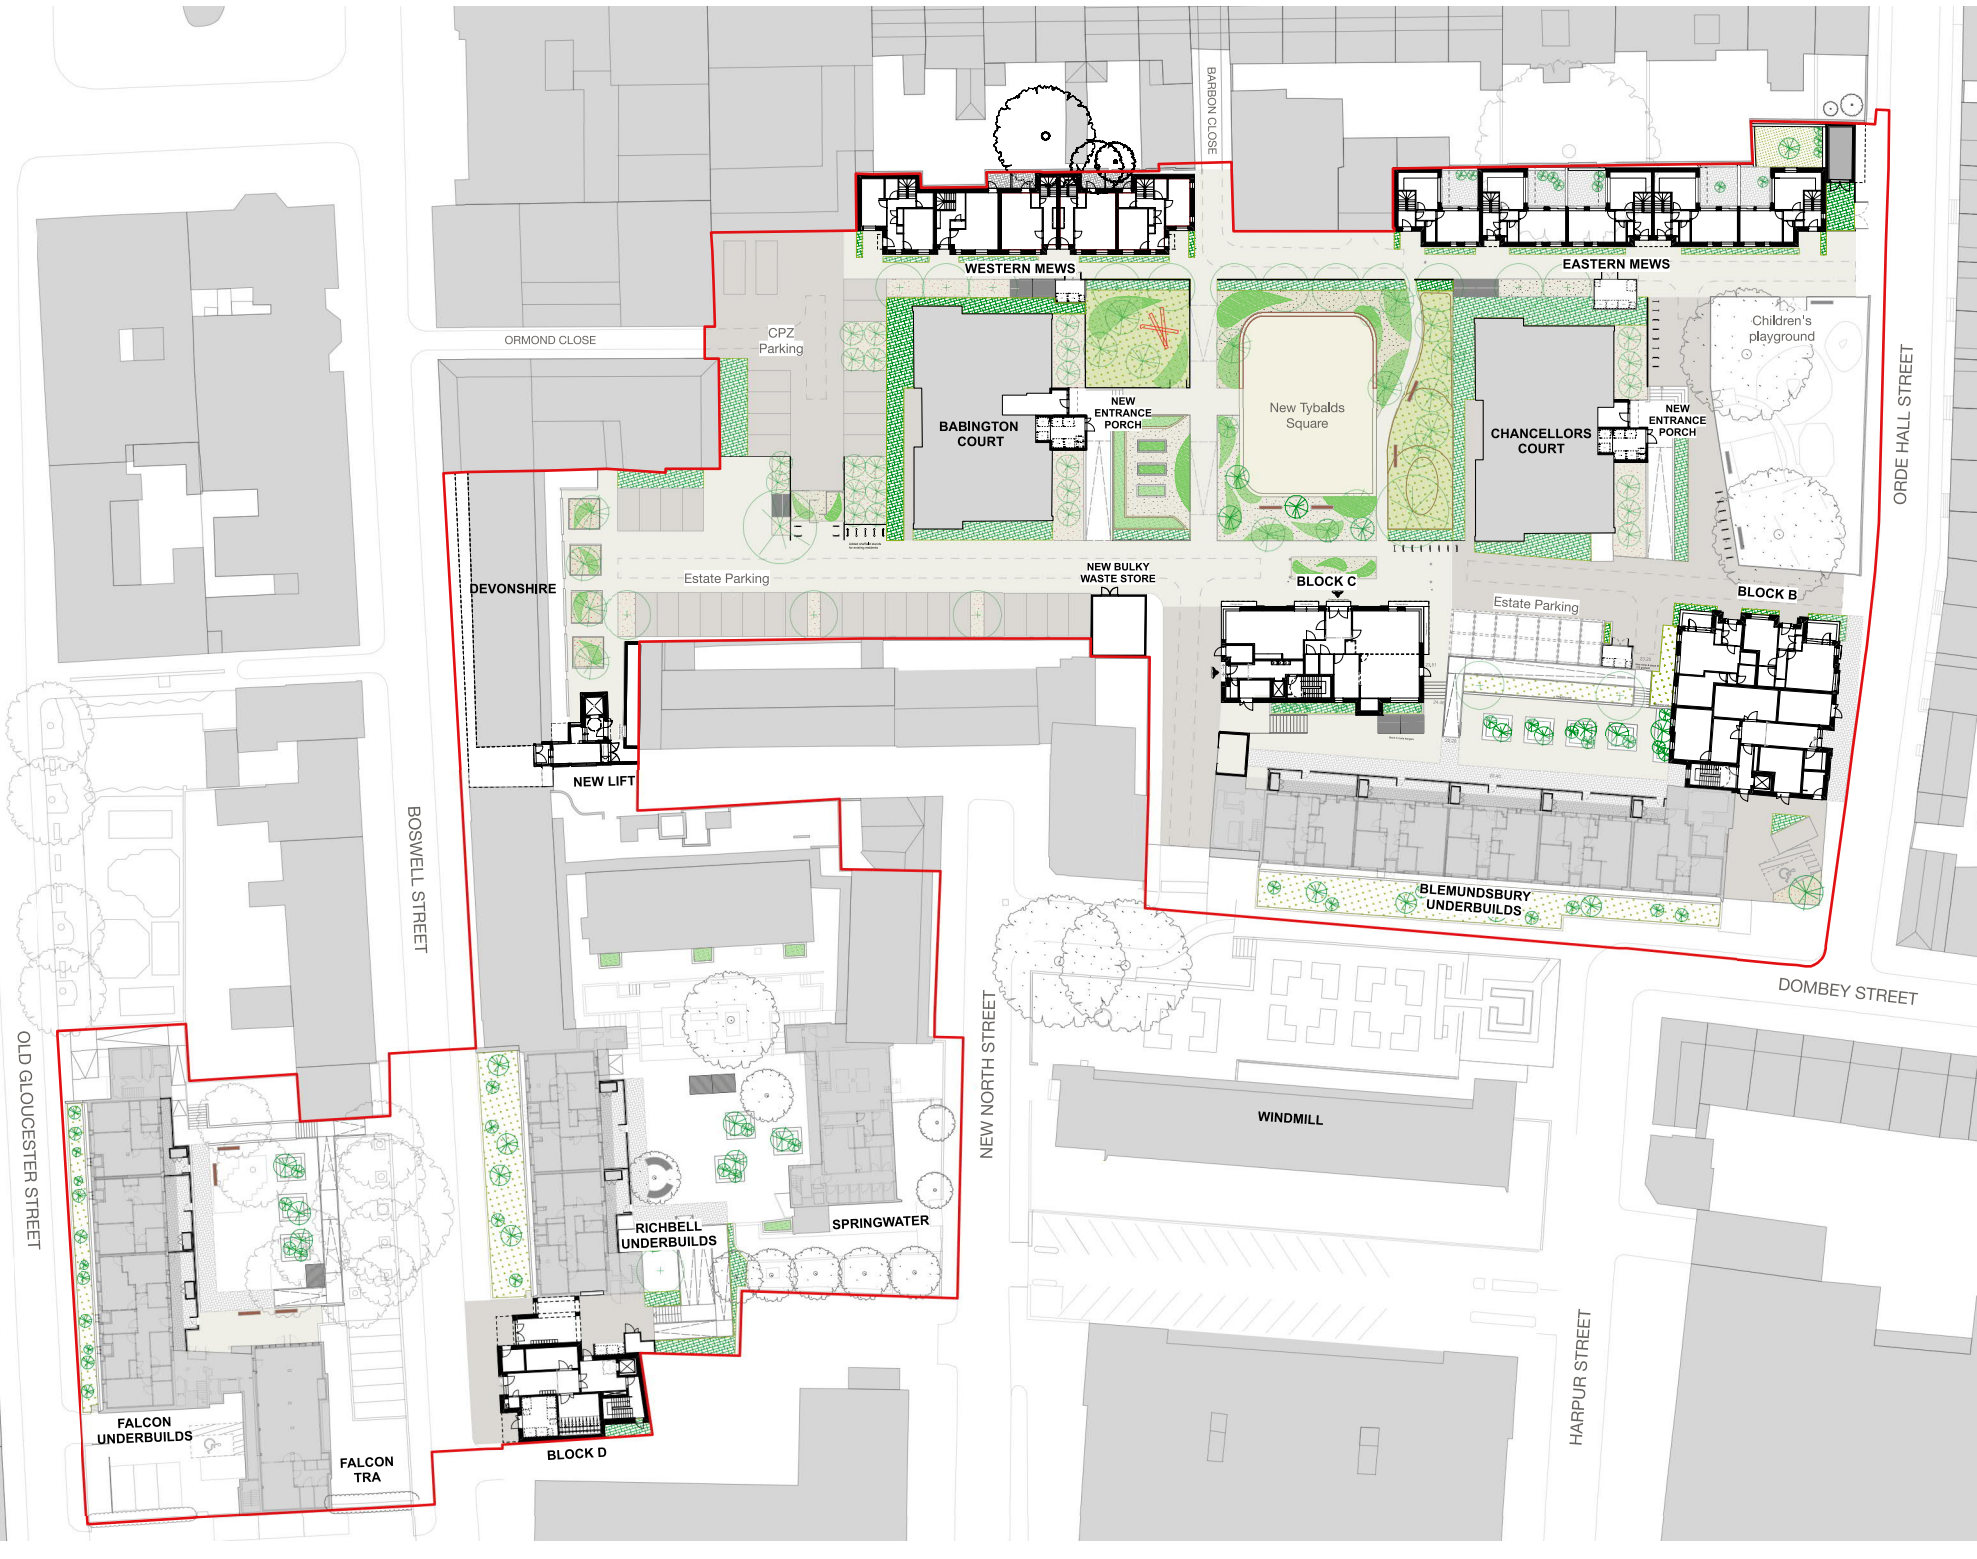 BARBON CLOSE
WESTERN MEWS
EASTERN MEWS
CPZ
Parking
ORMOND CLOSE
Children's
playground
ORDE HALL STREET
NEW
ENTRANCE
PORCH
New Tybalds
Square
BABINGTON
COURT
CHANCELLORS
COURT
NEW
ENTRANCE
PORCH
DEVONSHIRE
Estate Parking
NEW BULKY
WASTE STORE
BLOCK C
Estate Parking
BLOCK B
NEW LIFT
BOSWELL STREET
BLEMUNDSBURY
UNDERBUILDS
DOMBEY STREET
OLD GLOUCESTER STREET
NEW NORTH STREET
WINDMILL
RICHBELL
UNDERBUILDS
SPRINGWATER
HARPUR STREET
FALCON
UNDERBUILDS
FALCON
TRA
BLOCK D